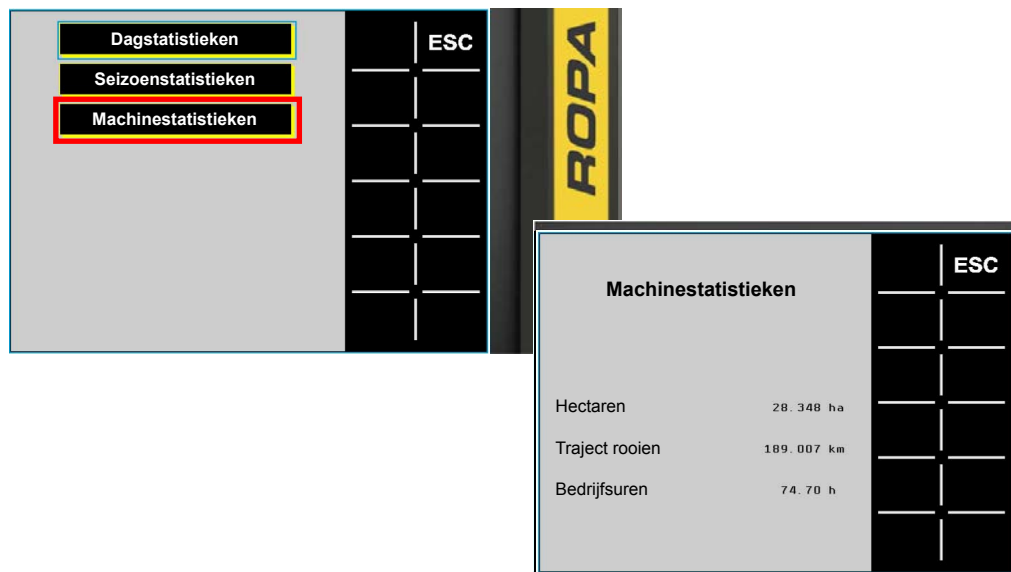 Dagstatistieken
ESC
Seizoenstatistieken
Machinestatistieken
ROPA
ESC
Machinestatistieken
Hectaren 28.348 ha
Traject rooien 189.007 km
Bedrijfsuren 74.70 h